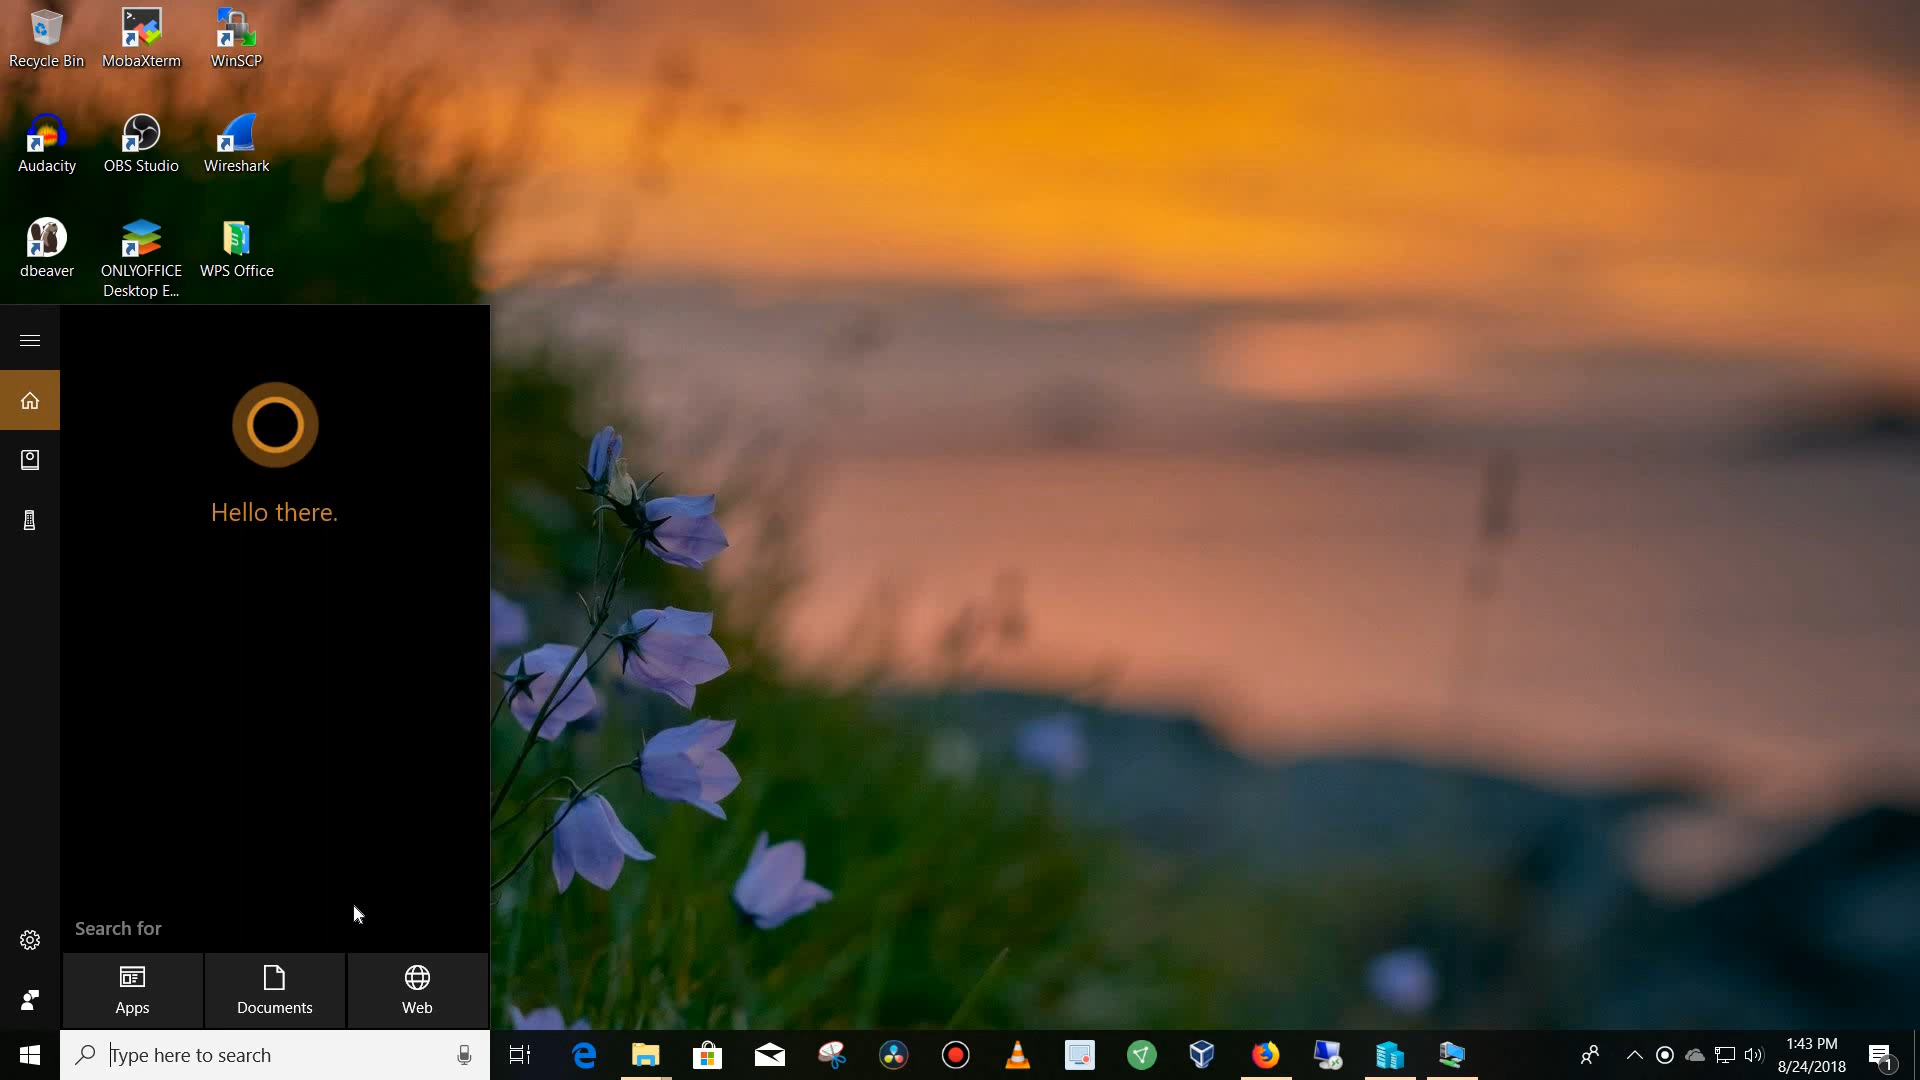 Recycle Bin
MobaXterm
WinSCP
Audacity
OBS Studio
Wireshark
dbeaver
ONLYOFFICE
Desktop E...
WPS Office
Hello there.
Search for
Apps
Documents
Web
Type here to search
1:43 PM
8/24/2018
1